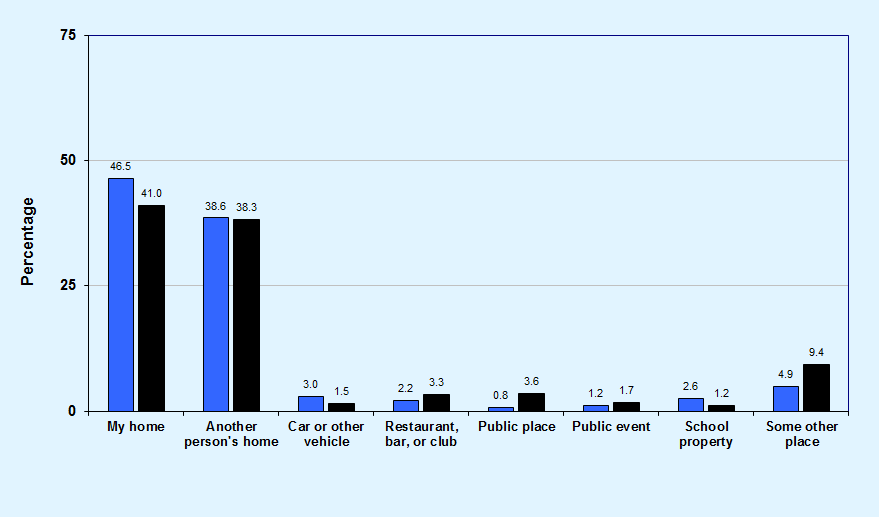 75
50
25
0
Percentage
46.5
41.0
38.6
38.3
3.0
1.5
2.2
3.3
0.8
3.6
1.2
1.7
2.6
1.2
4.9
9.4
My home
Another
person's home
Car or other
vehicle
Restaurant,
bar, or club
Public place
Public event
School
property
Some other
place